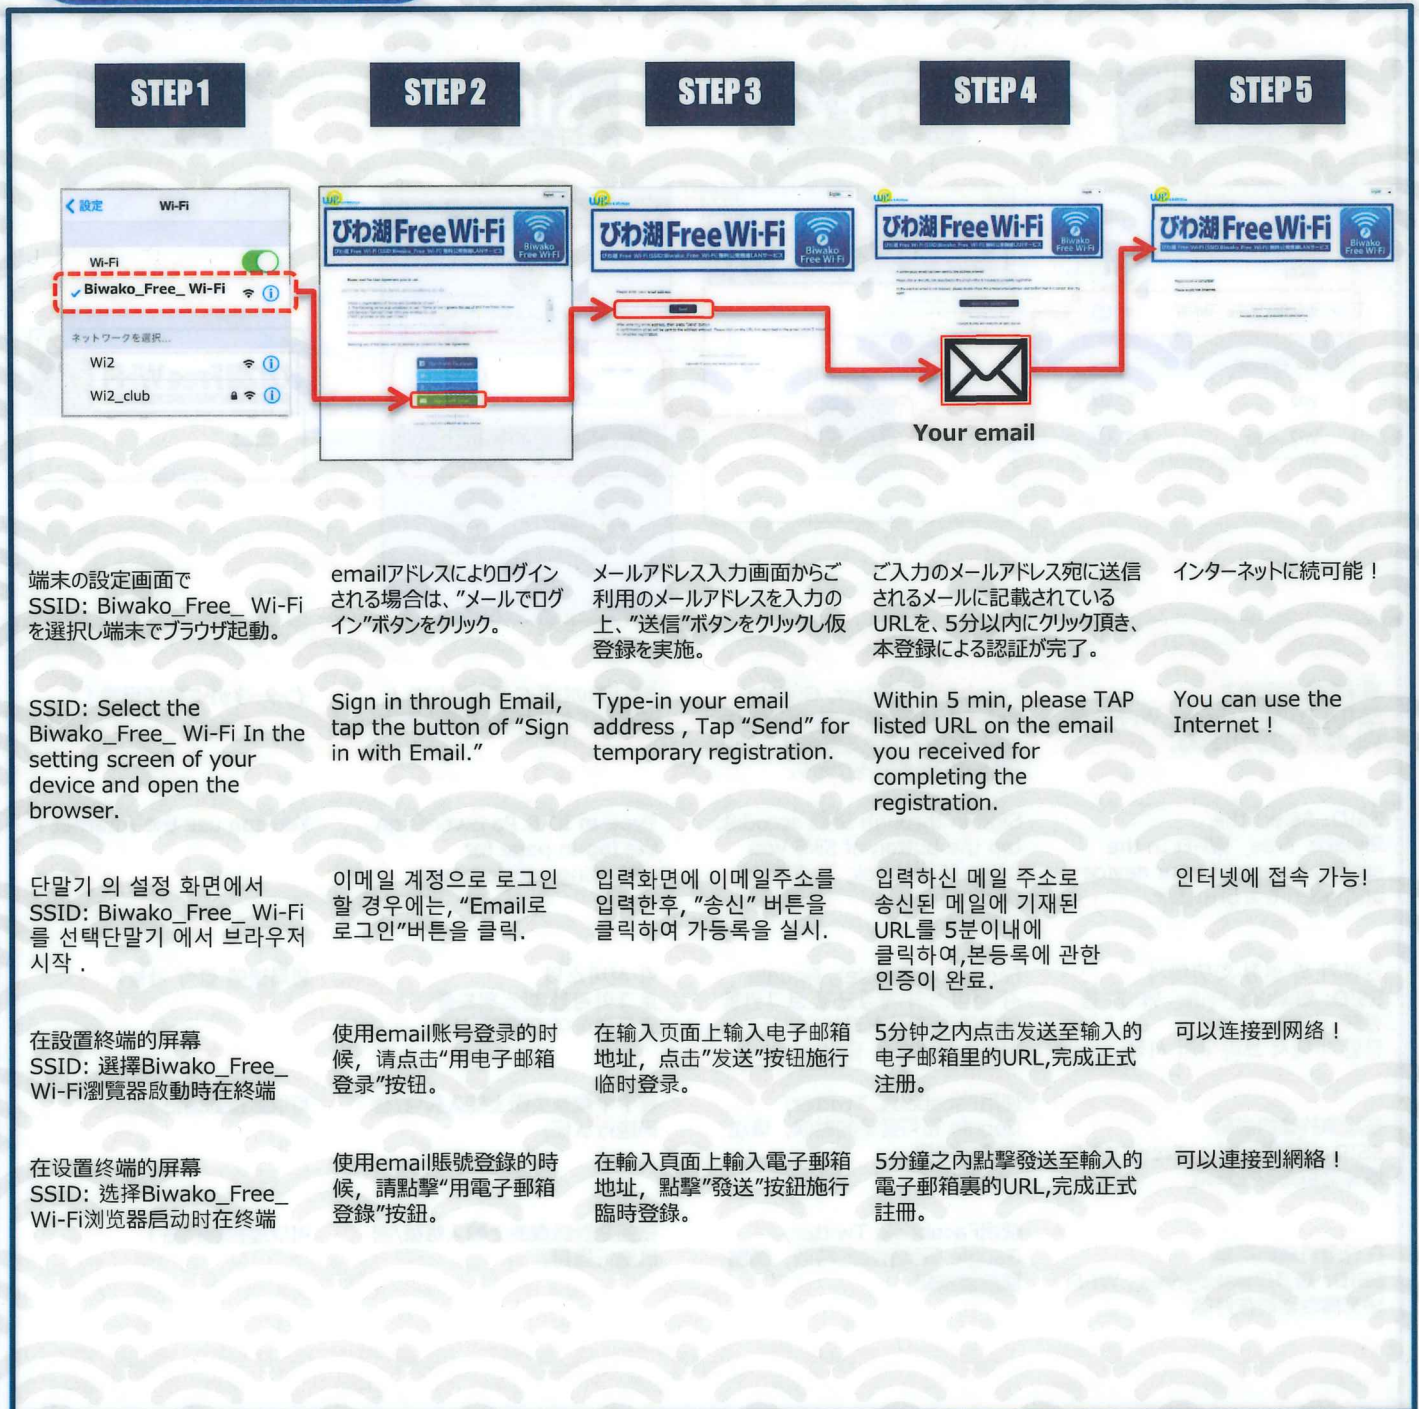 STEP 1
STEP 2
STEP 3
STEP 4
STEP 5
設定
Wi-Fi
Wi-Fi
Biwako_Free_ Wi-Fi
ネットワークを選択...
Wi2
Wi2_club
びわ湖 Free Wi-Fi
Biwako
Free Wi-Fi
びわ湖 Free Wi-Fi
Biwako
Free Wi-Fi
びわ湖 Free Wi-Fi
Biwako
Free Wi-Fi
びわ湖 Free Wi-Fi
Biwako
Free Wi-Fi
Your email
端末の設定画面で
SSID: Biwako_Free_ Wi-Fi
を選択し端末でブラウザ起動。
emailアドレスによりログイン
される場合は、"メールでログ
イン"ボタンをクリック。
メールアドレス入力画面からご
利用のメールアドレスを入力の
上、"送信"ボタンをクリックし仮
登録を実施。
ご入力のメールアドレス宛に送信
されるメールに記載されている
URLを、5分以内にクリック頂き、
本登録による認証が完了。
インターネットに続可能！
SSID: Select the
Biwako_Free_ Wi-Fi In the
setting screen of your
device and open the
browser.
Sign in through Email,
tap the button of "Sign
in with Email."
Type-in your email
address , Tap "Send" for
temporary registration.
Within 5 min, please TAP
listed URL on the email
you received for
completing the
registration.
You can use the
Internet !
단말기 의 설정 화면에서
SSID: Biwako_Free_ Wi-Fi
를 선택단말기 에서 브라우저
시작 .
이메일 계정으로 로그인
할 경우에는, "Email로
로그인"버튼을 클릭.
입력화면에 이메일주소를
입력한후, "송신" 버튼을
클릭하여 가등록을 실시.
입력하신 메일 주소로
송신된 메일에 기재된
URL를 5분이내에
클릭하여,본등록에 관한
인증이 완료.
인터넷에 접속 가능!
在設置終端的屏幕
SSID: 選擇Biwako_Free_
Wi-Fi瀏覽器啟動時在終端
使用email账号登录的时
候，请点击"用电子邮箱
登录"按钮。
在输入页面上输入电子邮箱
地址，点击"发送"按钮施行
临时登录。
5分钟之内点击发送至输入的
电子邮箱里的URL,完成正式
注册。
可以连接到网络！
在设置终端的屏幕
SSID: 选择Biwako_Free_
Wi-Fi浏览器启动时在终端
使用email賬號登錄的時
候，請點擊"用電子郵箱
登錄"按鈕。
在輸入頁面上輸入電子郵箱
地址，點擊"發送"按鈕施行
臨時登錄。
5分鐘之內點擊發送至輸入的
電子郵箱裏的URL,完成正式
註冊。
可以連接到網絡！